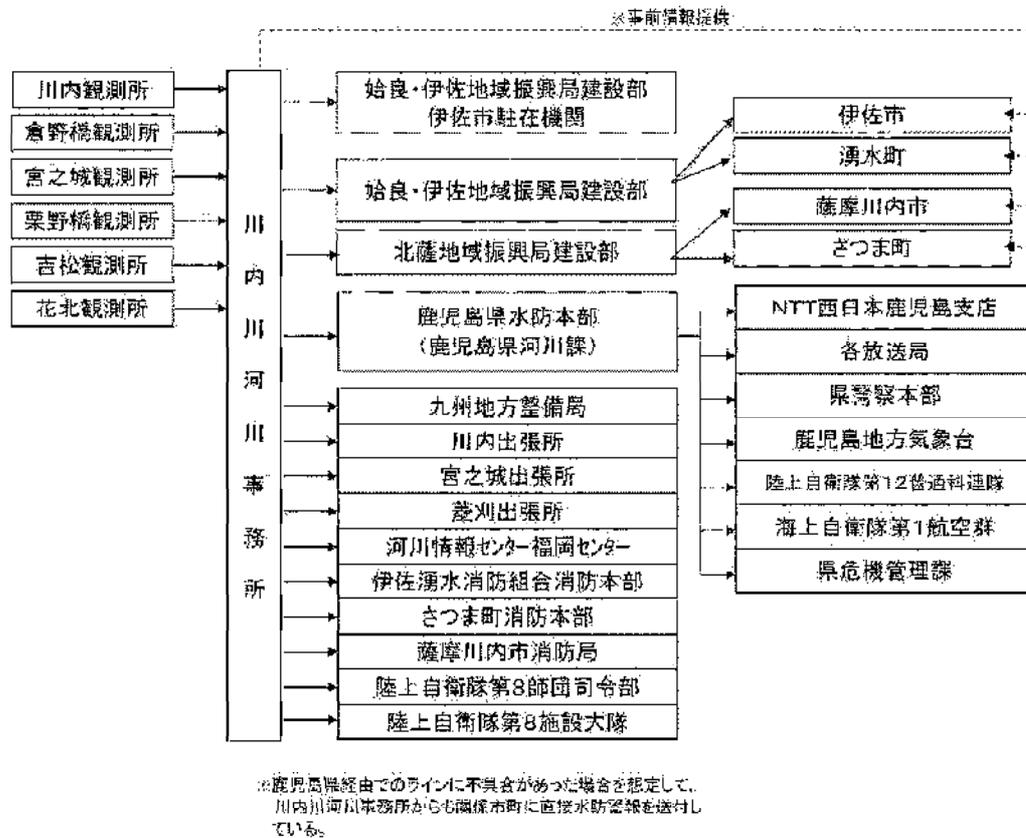 ※事前情報提供
川内観測所
倉野橋観測所
宮之城観測所
栗野橋観測所
吉松観測所
花北観測所
川内川河川事務所
姶良・伊佐地域振興局建設部
伊佐市駐在機関
姶良・伊佐地域振興局建設部
北薩地域振興局建設部
鹿児島県水防本部
(鹿児島県河川課)
九州地方整備局
川内出張所
宮之城出張所
菱刈出張所
河川情報センター福岡センター
伊佐湧水消防組合消防本部
さつま町消防本部
薩摩川内市消防局
陸上自衛隊第8師団司令部
陸上自衛隊第8施設大隊
伊佐市
湧水町
薩摩川内市
さつま町
NTT西日本鹿児島支店
各放送局
県警察本部
鹿児島地方気象台
陸上自衛隊第12普通科連隊
海上自衛隊第1航空群
県危機管理課
※鹿児島県経由でのラインに不具合があった場合を想定して、
川内川河川事務所からも関係市町に直接水防警報を送付し
ている。